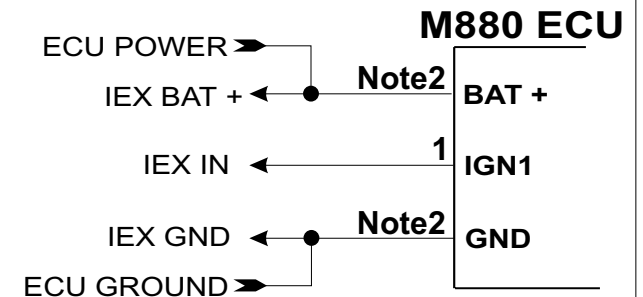 M880 ECU
ECU POWER
IEX BAT + Note2 BAT +
IEX IN 1 IGN1
IEX GND Note2 GND
ECU GROUND